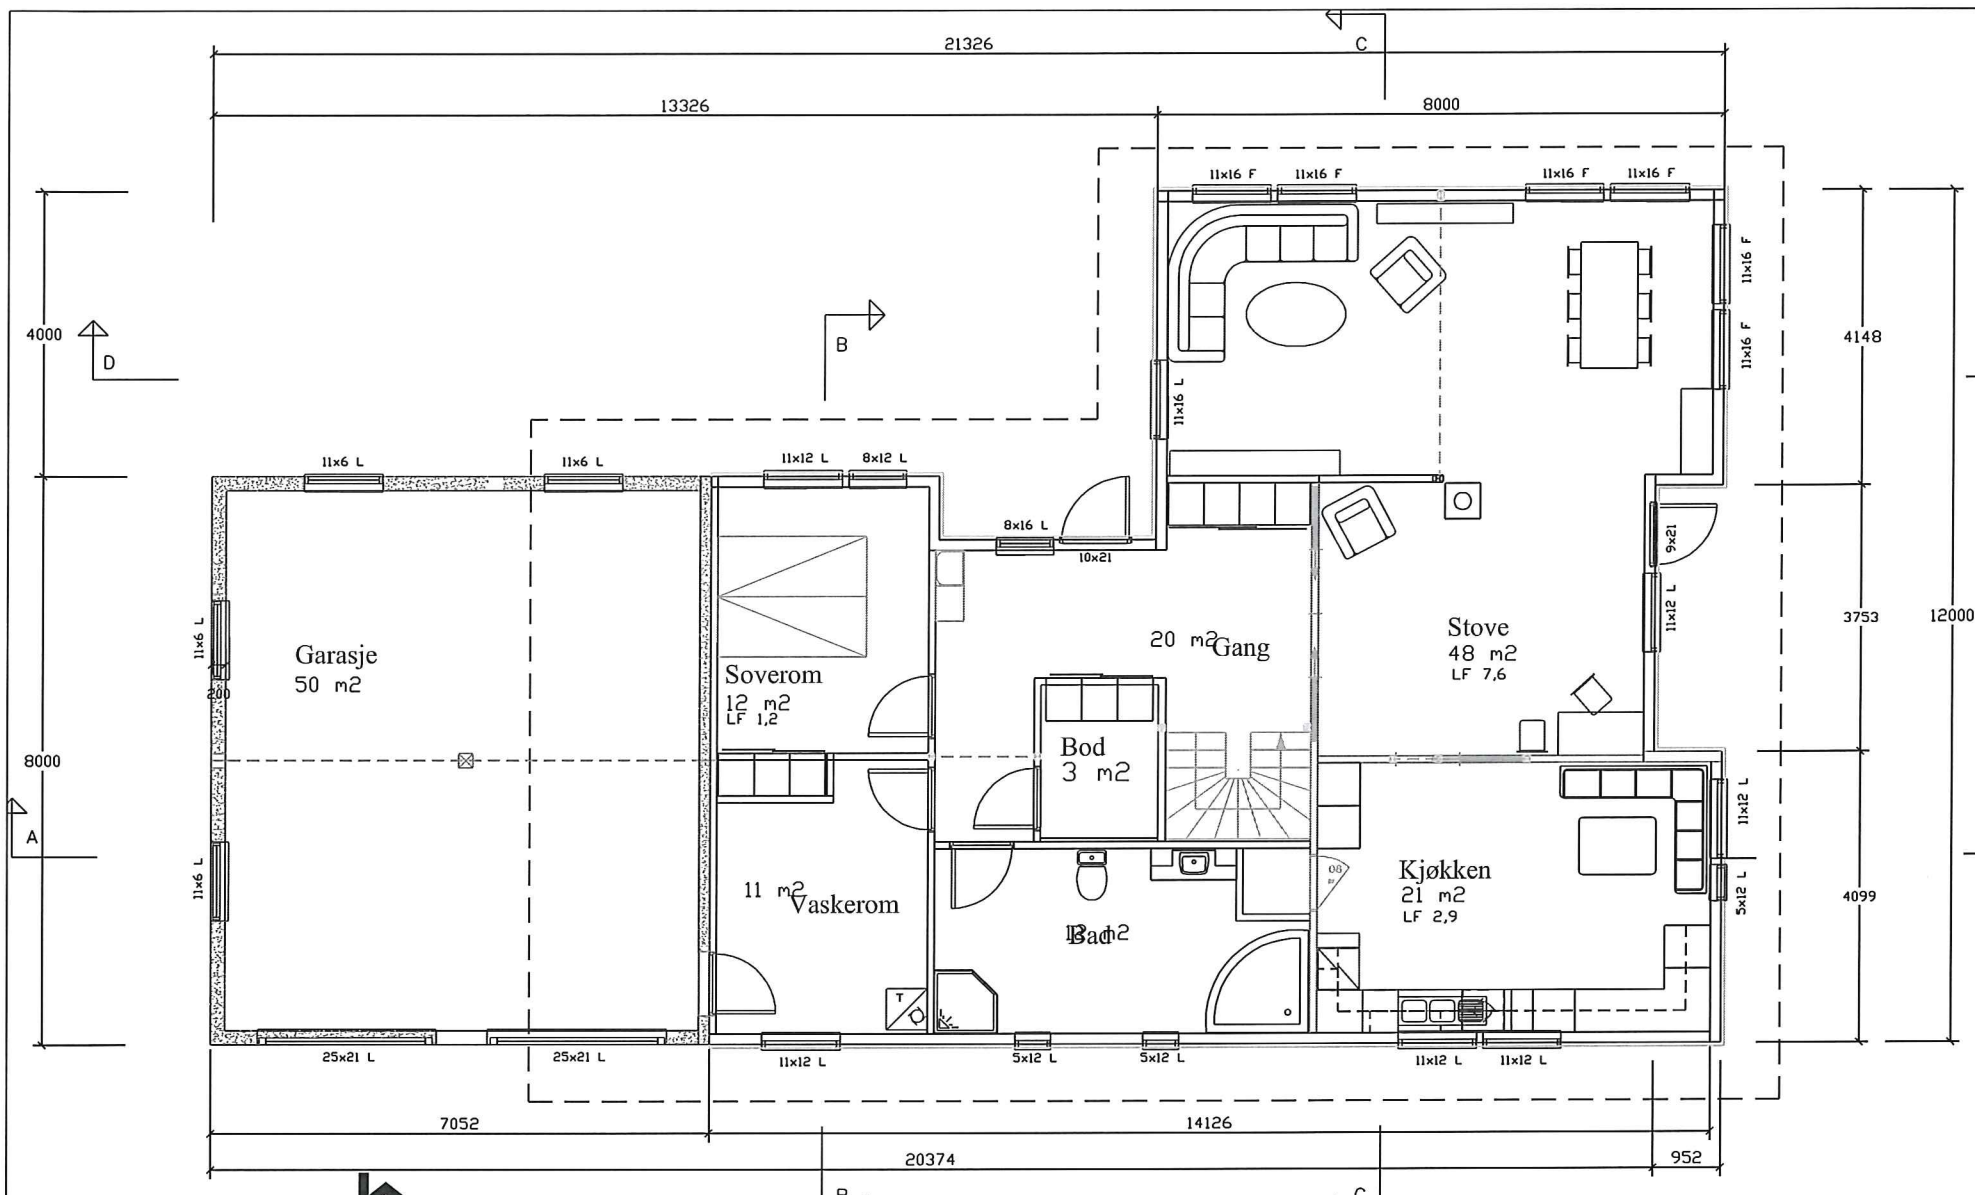 C
21326
13326
8000
11x16 F
11x16 F
11x16 F
11x16 F
11x16 F
4000
D
B
4148
11x16 F
11x16 L
11x6 L
11x6 L
11x12 L
8x12 L
8x16 L
10x21
9x21
11x12 L
11x6 L
200
Garasje
50 m2
Soverom
12 m2
LF 1,2
20 m2
Gang
Stove
48 m2
LF 7,6
3753
12000
8000
Bod
3 m2
A
11x6 L
11 m2
Vaskerom
Bad
m2
80
Kjøkken
21 m2
LF 2,9
11x12 L
5x12 L
4099
T
25x21 L
25x21 L
11x12 L
5x12 L
5x12 L
11x12 L
11x12 L
7052
14126
20374
952
B
C